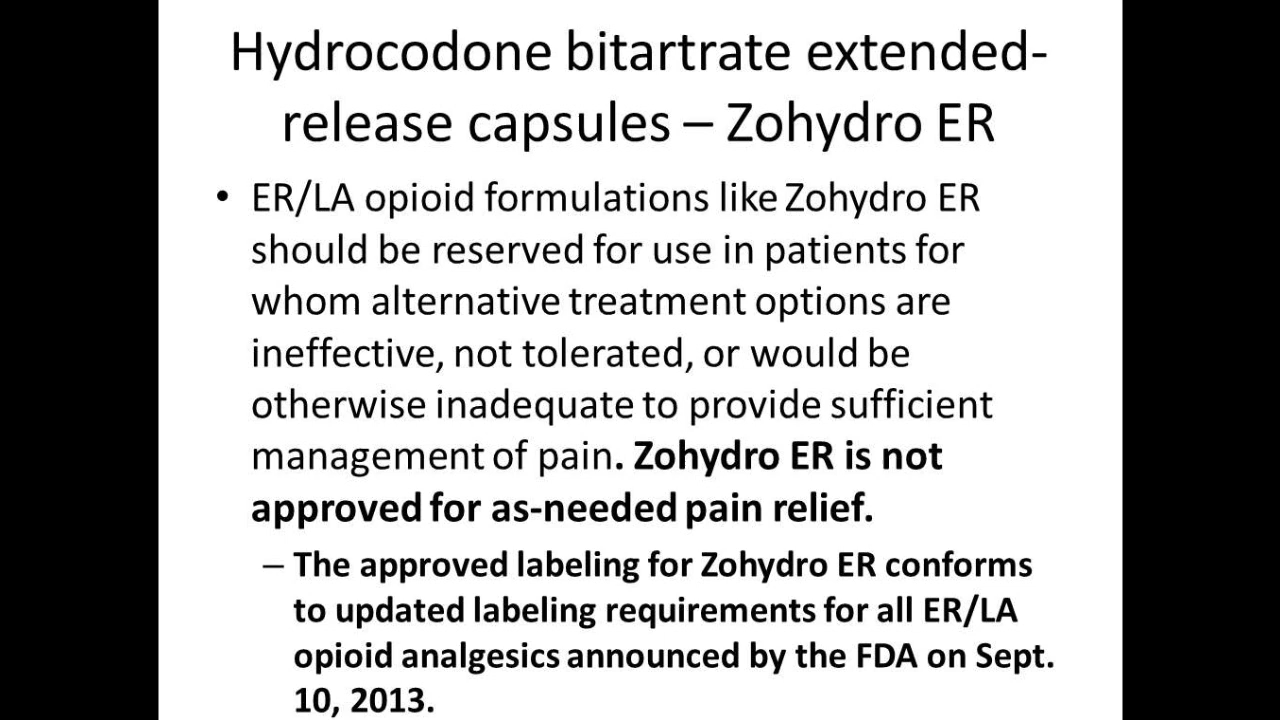 Hydrocodone bitartrate extended-
release capsules – Zohydro ER
• ER/LA opioid formulations like Zohydro ER
should be reserved for use in patients for
whom alternative treatment options are
ineffective, not tolerated, or would be
otherwise inadequate to provide sufficient
management of pain. Zohydro ER is not
approved for as-needed pain relief.
– The approved labeling for Zohydro ER conforms
to updated labeling requirements for all ER/LA
opioid analgesics announced by the FDA on Sept.
10, 2013.